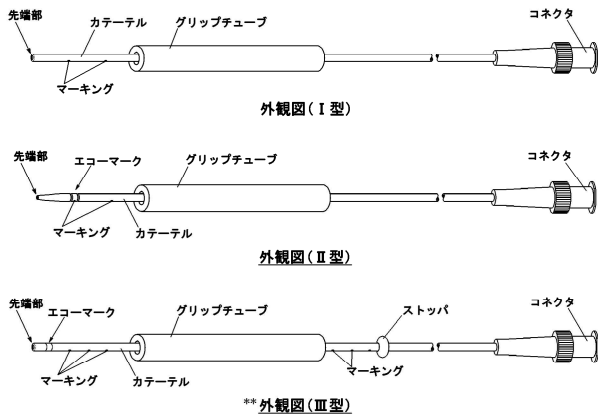 先端部 カテーテル グリップチューブ コネクタ
マーキング
外観図(Ⅰ型)
先端部 エコーマーク グリップチューブ コネクタ
マーキング カテーテル
外観図(Ⅱ型)
先端部 エコーマーク グリップチューブ ストッパ コネクタ
マーキング カテーテル マーキング
**外観図(Ⅲ型)